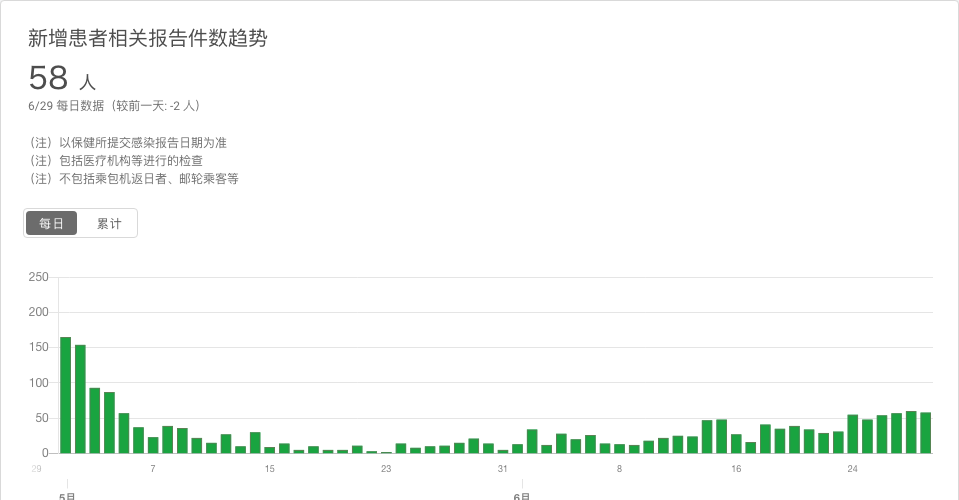 新增患者相关报告件数趋势
58 人
6/29 每日数据（较前一天: -2 人）
（注）以保健所提交感染报告日期为准
（注）包括医疗机构等进行的检查
（注）不包括乘包机返日者、邮轮乘客等
每日 累计
250
200
150
100
50
0
29 7 15 23 31 8 16 24
5月 6月